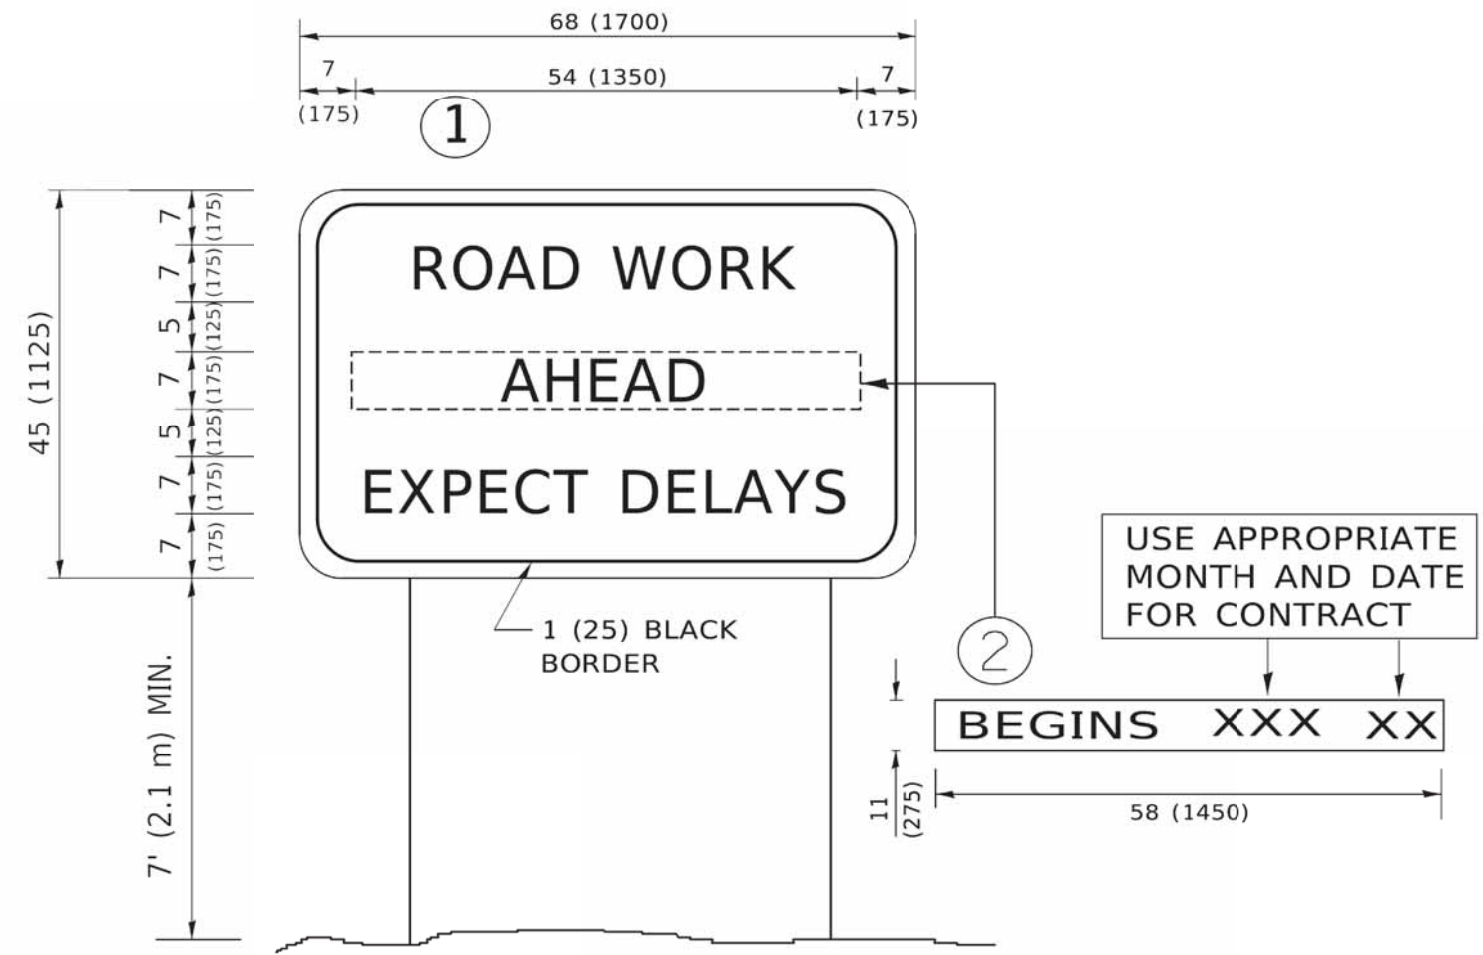 68 (1700)
7
54 (1350)
7
(175)
(175)
1
45 (1125)
7
(175)
7
(175)
5
(125)
7
(175)
5
(125)
7
(175)
7
(175)
ROAD WORK
AHEAD
EXPECT DELAYS
1 (25) BLACK
BORDER
7' (2.1 m) MIN.
USE APPROPRIATE
MONTH AND DATE
FOR CONTRACT
2
BEGINS XXX XX
11
(275)
58 (1450)